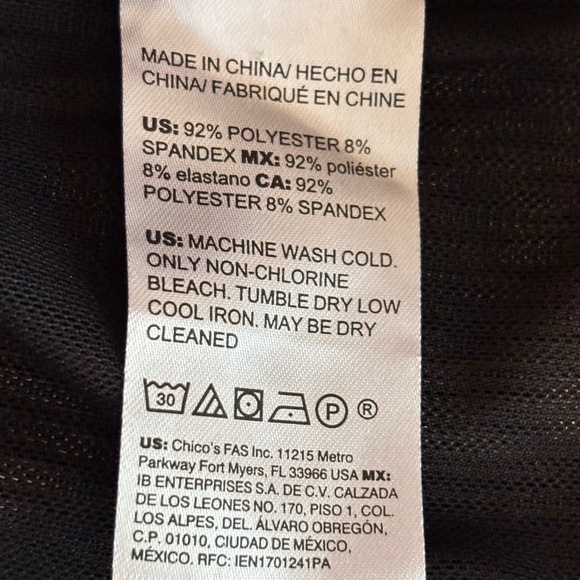 MADE IN CHINA/ HECHO EN
CHINA/ FABRIQUÉ EN CHINE
US: 92% POLYESTER 8%
SPANDEX MX: 92% poliéster
8% elastano CA: 92%
POLYESTER 8% SPANDEX
US: MACHINE WASH COLD.
ONLY NON-CHLORINE
BLEACH. TUMBLE DRY LOW
COOL IRON. MAY BE DRY
CLEANED
30 P ®
US: Chico's FAS Inc. 11215 Metro
Parkway Fort Myers, FL 33966 USA MX:
IB ENTERPRISES S.A. DE C.V. CALZADA
DE LOS LEONES NO. 170, PISO 1, COL.
LOS ALPES, DEL. ÁLVARO OBREGÓN,
C.P. 01010, CIUDAD DE MÉXICO,
MÉXICO. RFC: IEN1701241PA